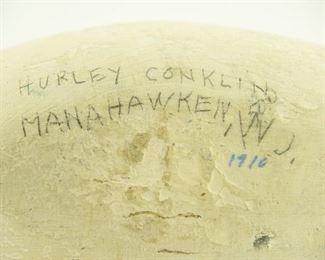 HURLEY CONKLIN
MANAHAWKEN, N.J.
1910